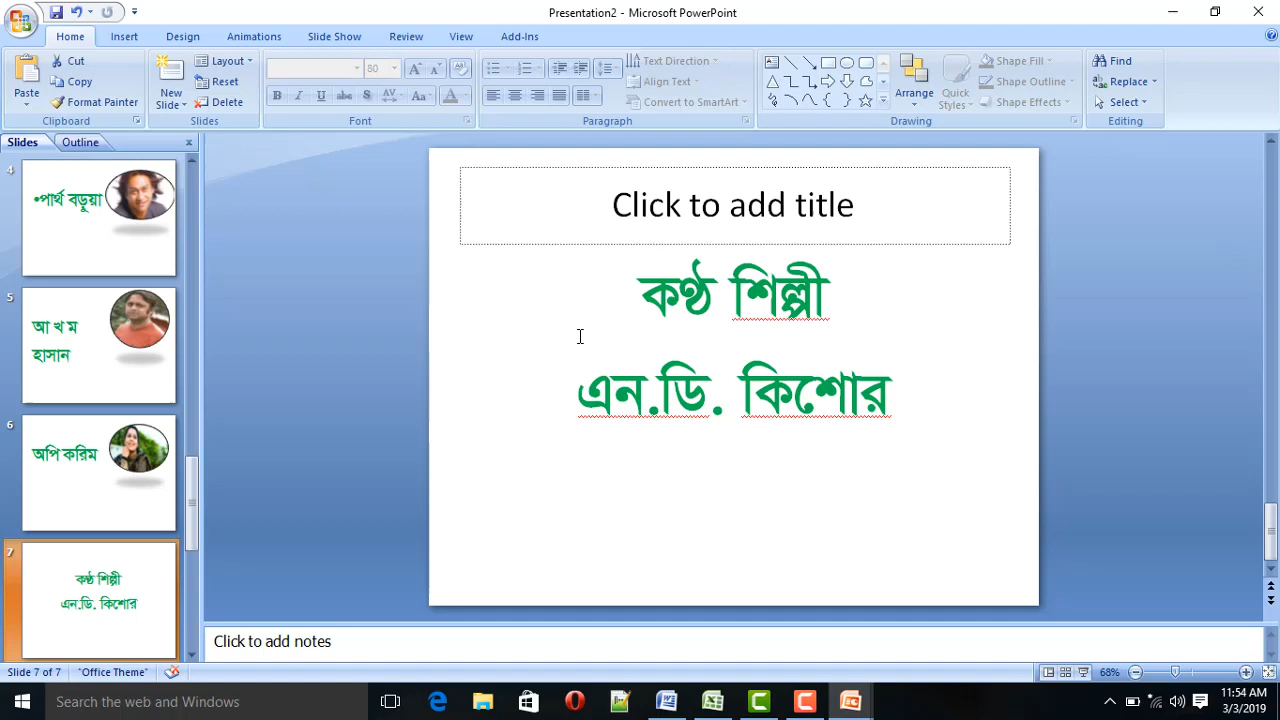 Presentation2 - Microsoft PowerPoint
Home Insert Design Animations Slide Show Review View Add-Ins
Paste
Cut
Copy
Format Painter
Clipboard
New Slide
Layout
Reset
Delete
Slides
80
B I U abc S AV Aa A
Font
Text Direction
Align Text
Convert to SmartArt
Paragraph
Arrange
Quick Styles
Shape Fill
Shape Outline
Shape Effects
Drawing
Find
Replace
Select
Editing
Slides Outline
4
•পার্থ বড়ুয়া
5
আ খ ম
হাসান
6
অপি করিম
7
কণ্ঠ শিল্পী
এন.ডি. কিশোর
Click to add title
কণ্ঠ শিল্পী
এন.ডি. কিশোর
Click to add notes
Slide 7 of 7 "Office Theme" 68%
Search the web and Windows
11:54 AM
3/3/2019